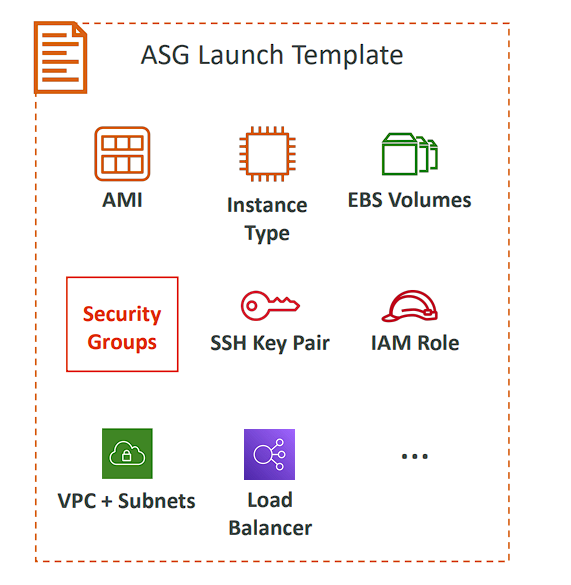 ASG Launch Template
AMI
Instance
Type
EBS Volumes
Security
Groups
SSH Key Pair
IAM Role
VPC + Subnets
Load
Balancer
...